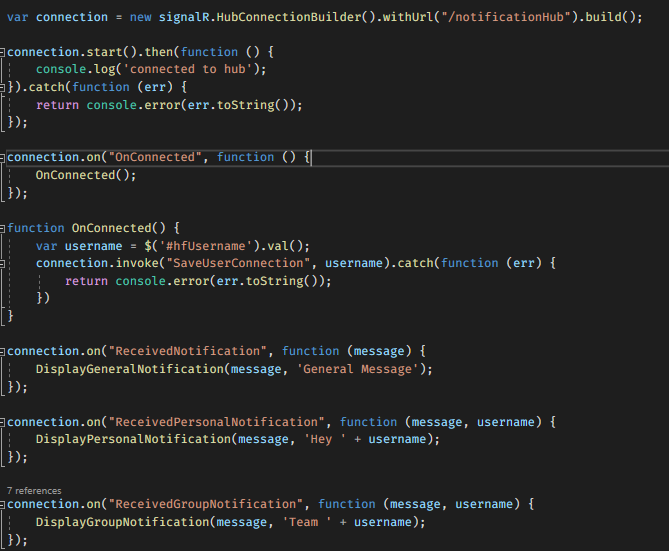 var connection = new signalR.HubConnectionBuilder().withUrl("/notificationHub").build();
connection.start().then(function () {
console.log('connected to hub');
}).catch(function (err) {
return console.error(err.toString());
});
connection.on("OnConnected", function () {
OnConnected();
});
function OnConnected() {
var username = $('#hfUsername').val();
connection.invoke("SaveUserConnection", username).catch(function (err) {
return console.error(err.toString());
})
}
connection.on("ReceivedNotification", function (message) {
DisplayGeneralNotification(message, 'General Message');
});
connection.on("ReceivedPersonalNotification", function (message, username) {
DisplayPersonalNotification(message, 'Hey ' + username);
});
7 references
connection.on("ReceivedGroupNotification", function (message, username) {
DisplayGroupNotification(message, 'Team ' + username);
});